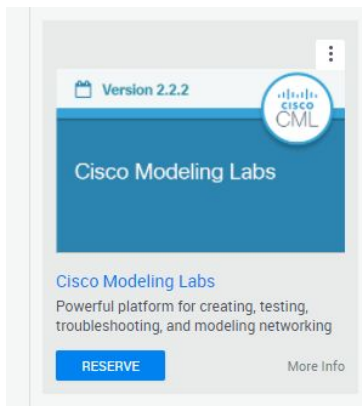 Version 2.2.2
CISCO
CML
Cisco Modeling Labs
Cisco Modeling Labs
Powerful platform for creating, testing,
troubleshooting, and modeling networking
RESERVE
More Info